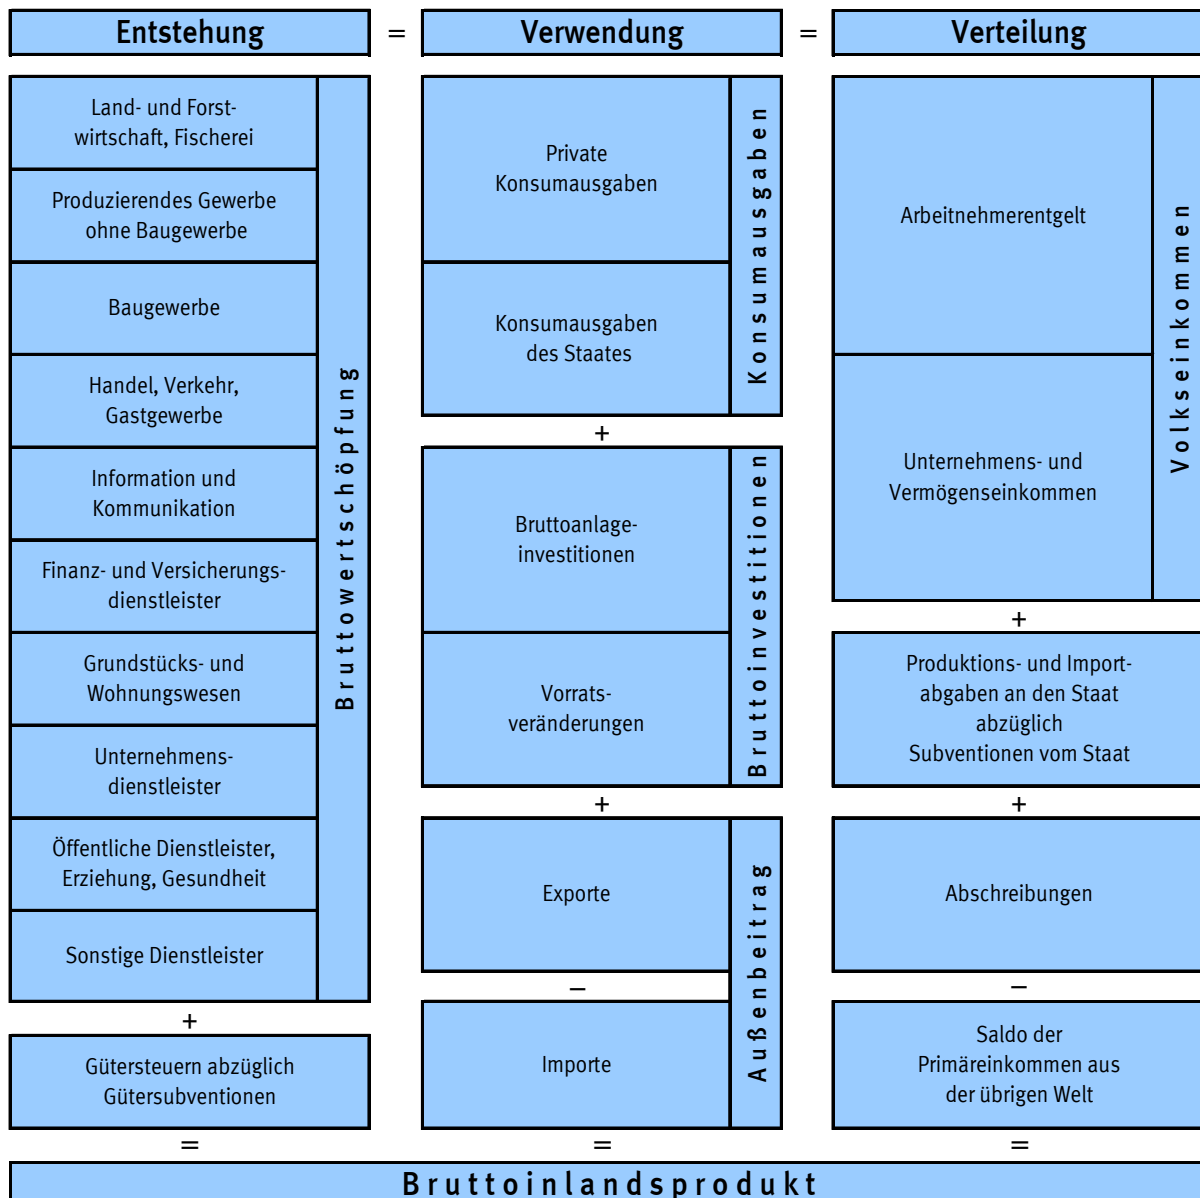 Entstehung = Verwendung = Verteilung
Land- und Forst-
wirtschaft, Fischerei
Produzierendes Gewerbe
ohne Baugewerbe
Baugewerbe
Handel, Verkehr,
Gastgewerbe
Information und
Kommunikation
Finanz- und Versicherungs-
dienstleister
Grundstücks- und
Wohnungswesen
Unternehmens-
dienstleister
Öffentliche Dienstleister,
Erziehung, Gesundheit
Sonstige Dienstleister
Bruttowertschöpfung
+
Gütersteuern abzüglich
Gütersubventionen
=
Private
Konsumausgaben
Konsumausgaben
des Staates
Konsumausgaben
+
Bruttoanlage-
investitionen
Vorrats-
veränderungen
Bruttoinvestitionen
+
Exporte
–
Importe
Außenbeitrag
=
Arbeitnehmerentgelt
Unternehmens- und
Vermögenseinkommen
Volkseinkommen
+
Produktions- und Import-
abgaben an den Staat
abzüglich
Subventionen vom Staat
+
Abschreibungen
–
Saldo der
Primäreinkommen aus
der übrigen Welt
=
Bruttoinlandsprodukt